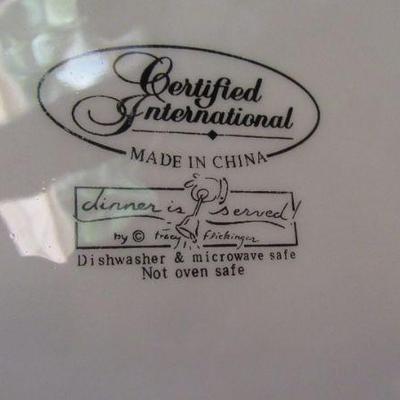 Certified
International
MADE IN CHINA
dinner is served!
by © tracy flickinger
Dishwasher & microwave safe
Not oven safe